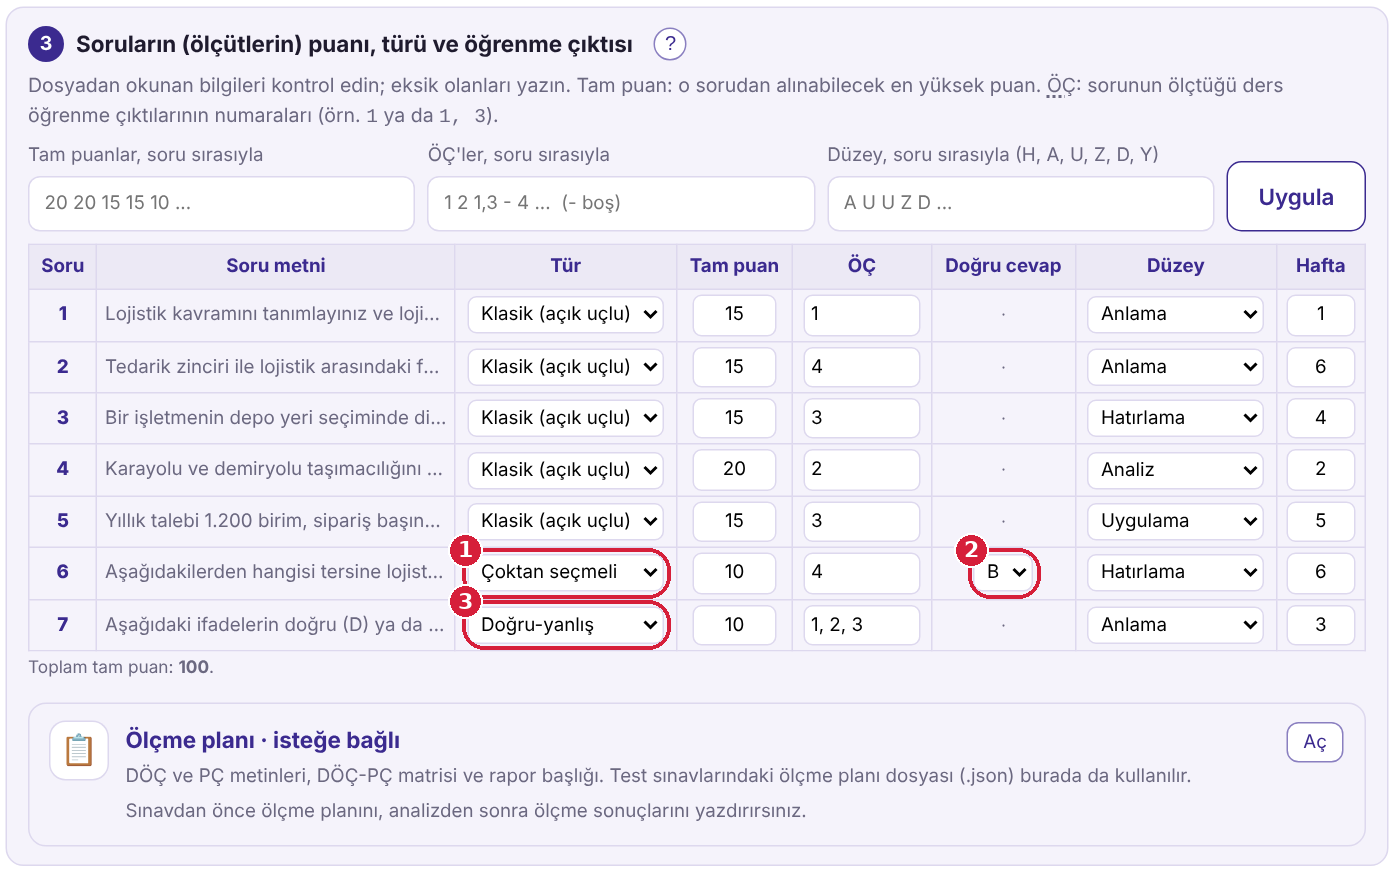 3 Soruların (ölçütlerin) puanı, türü ve öğrenme çıktısı ?
Dosyadan okunan bilgileri kontrol edin; eksik olanları yazın. Tam puan: o sorudan alınabilecek en yüksek puan. ÖÇ: sorunun ölçtüğü ders
öğrenme çıktılarının numaraları (örn. 1 ya da 1, 3).
Tam puanlar, soru sırasıyla ÖÇ'ler, soru sırasıyla Düzey, soru sırasıyla (H, A, U, Z, D, Y)
20 20 15 15 10 ... 1 2 1,3 - 4 ... (- boş) A U U Z D ... Uygula
Soru Soru metni Tür Tam puan ÖÇ Doğru cevap Düzey Hafta
1 Lojistik kavramını tanımlayınız ve loji... Klasik (açık uçlu) 15 1 · Anlama 1
2 Tedarik zinciri ile lojistik arasındaki f... Klasik (açık uçlu) 15 4 · Anlama 6
3 Bir işletmenin depo yeri seçiminde di... Klasik (açık uçlu) 15 3 · Hatırlama 4
4 Karayolu ve demiryolu taşımacılığını ... Klasik (açık uçlu) 20 2 · Analiz 2
5 Yıllık talebi 1.200 birim, sipariş başın... Klasik (açık uçlu) 15 3 · Uygulama 5
1 2
6 Aşağıdakilerden hangisi tersine lojist... Çoktan seçmeli 10 4 B Hatırlama 6
3
7 Aşağıdaki ifadelerin doğru (D) ya da ... Doğru-yanlış 10 1, 2, 3 · Anlama 3
Toplam tam puan: 100.
Ölçme planı · isteğe bağlı Aç
DÖÇ ve PÇ metinleri, DÖÇ-PÇ matrisi ve rapor başlığı. Test sınavlarındaki ölçme planı dosyası (.json) burada da kullanılır.
Sınavdan önce ölçme planını, analizden sonra ölçme sonuçlarını yazdırırsınız.